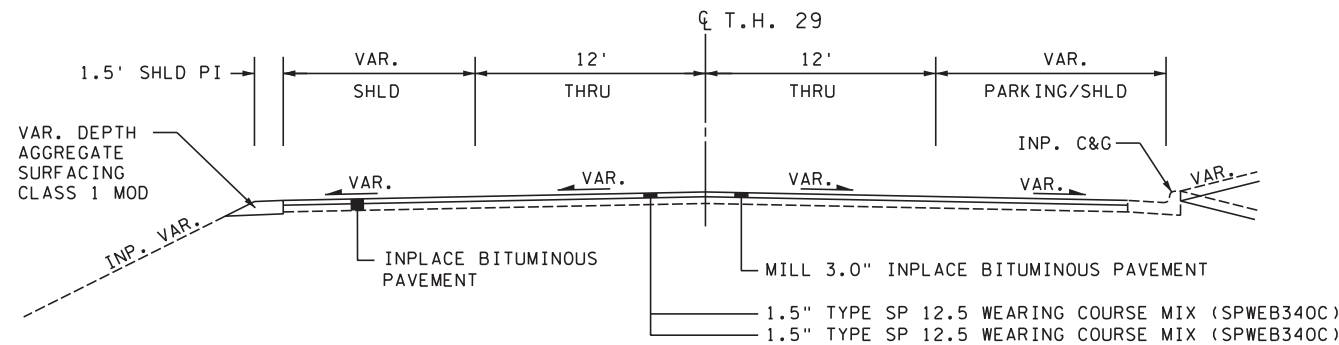 ℄ T.H. 29
VAR.
12'
12'
VAR.
1.5' SHLD PI
SHLD
THRU
THRU
PARKING/SHLD
VAR. DEPTH
AGGREGATE
SURFACING
CLASS 1 MOD
INP. C&G
VAR.
VAR.
VAR.
VAR.
VAR.
INP. VAR.
INPLACE BITUMINOUS
PAVEMENT
MILL 3.0" INPLACE BITUMINOUS PAVEMENT
1.5" TYPE SP 12.5 WEARING COURSE MIX (SPWEB340C)
1.5" TYPE SP 12.5 WEARING COURSE MIX (SPWEB340C)